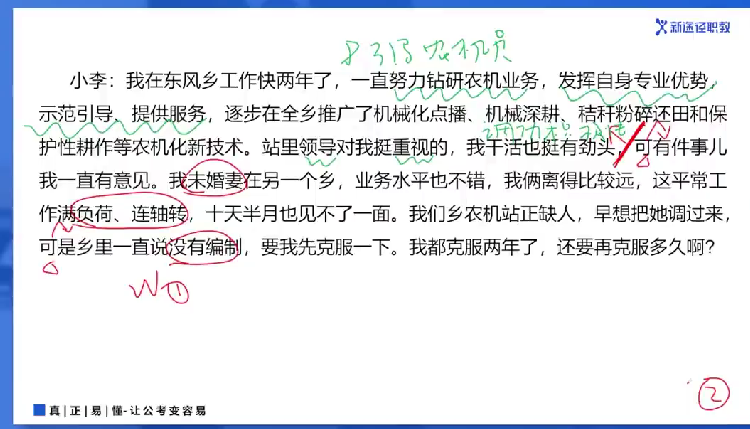 新途径职教
小李：我在东风乡工作快两年了，一直努力钻研农机业务，发挥自身专业优势，
示范引导、提供服务，逐步在全乡推广了机械化点播、机械深耕、秸秆粉碎还田和保
护性耕作等农机化新技术。站里领导对我挺重视的，我干活也挺有劲头，可有件事儿
我一直有意见。我未婚妻在另一个乡，业务水平也不错，我俩离得比较远，这平常工
作满负荷、连轴转，十天半月也见不了一面。我们乡农机站正缺人，早想把她调过来，
可是乡里一直说没有编制，要我先克服一下。我都克服两年了，还要再克服多久啊？
W①
②
真|正|易|懂-让公考变容易